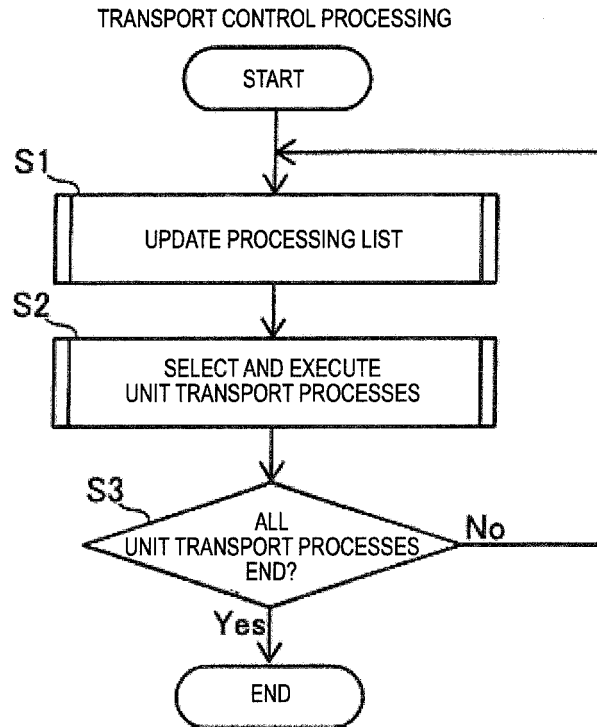 TRANSPORT CONTROL PROCESSING
START
S1
UPDATE PROCESSING LIST
S2
SELECT AND EXECUTE
UNIT TRANSPORT PROCESSES
S3
ALL
UNIT TRANSPORT PROCESSES
END?
No
Yes
END